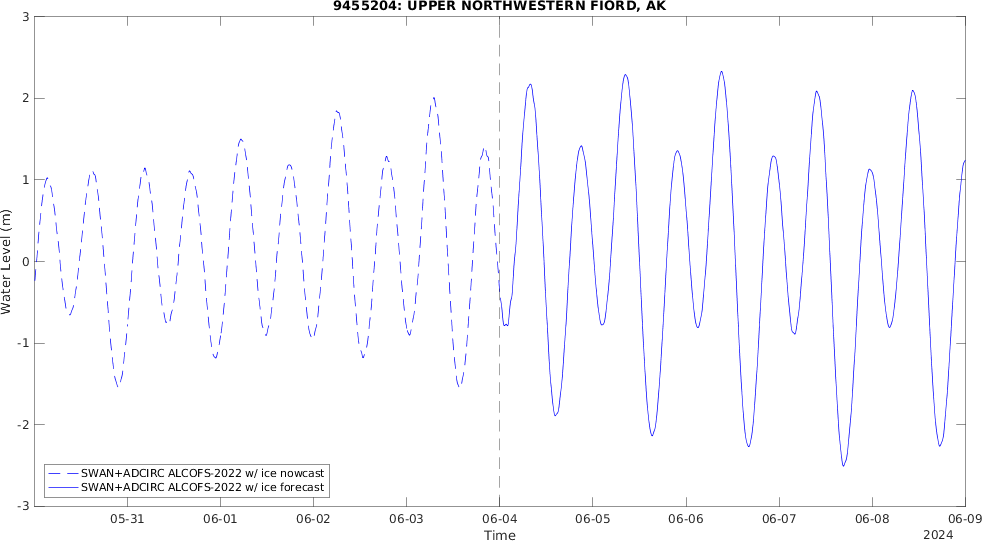 9455204: UPPER NORTHWESTERN FIORD, AK
3
2
1
0
-1
-2
-3
Water Level (m)
SWAN+ADCIRC ALCOFS-2022 w/ ice nowcast
SWAN+ADCIRC ALCOFS-2022 w/ ice forecast
05-31 06-01 06-02 06-03 06-04 06-05 06-06 06-07 06-08 06-09
Time
2024